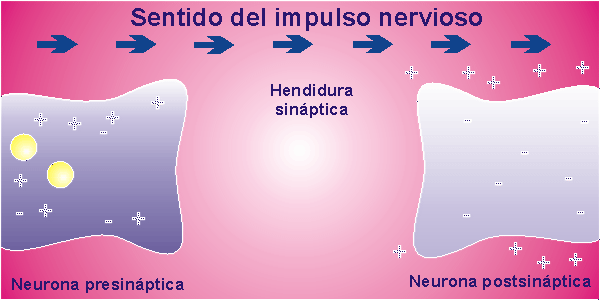 Sentido del impulso nervioso
Hendidura
sináptica
Neurona presináptica
Neurona postsináptica